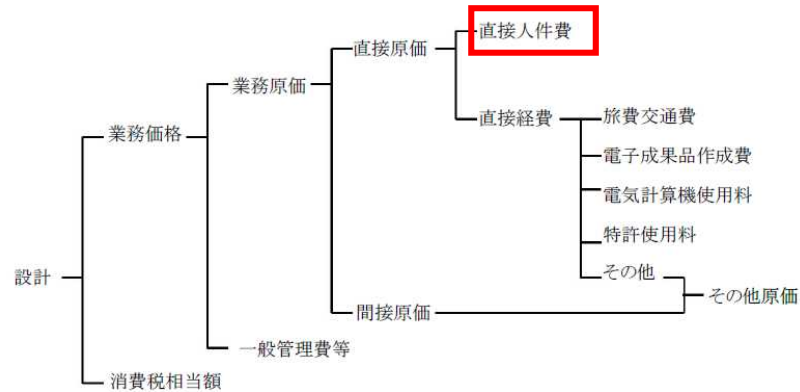 直接人件費
直接原価
業務原価
直接経費
旅費交通費
業務価格
電子成果品作成費
電気計算機使用料
特許使用料
設計
その他
その他原価
間接原価
一般管理費等
消費税相当額